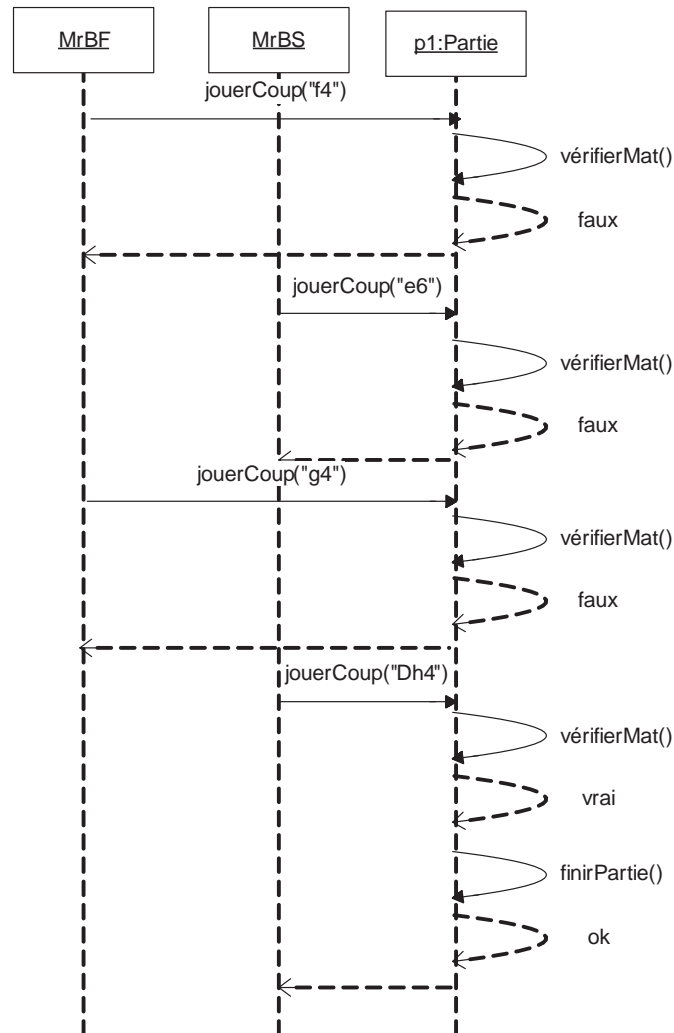 MrBF
MrBS
p1:Partie
jouerCoup("f4")
vérifierMat()
faux
jouerCoup("e6")
vérifierMat()
faux
jouerCoup("g4")
vérifierMat()
faux
jouerCoup("Dh4")
vérifierMat()
vrai
finirPartie()
ok